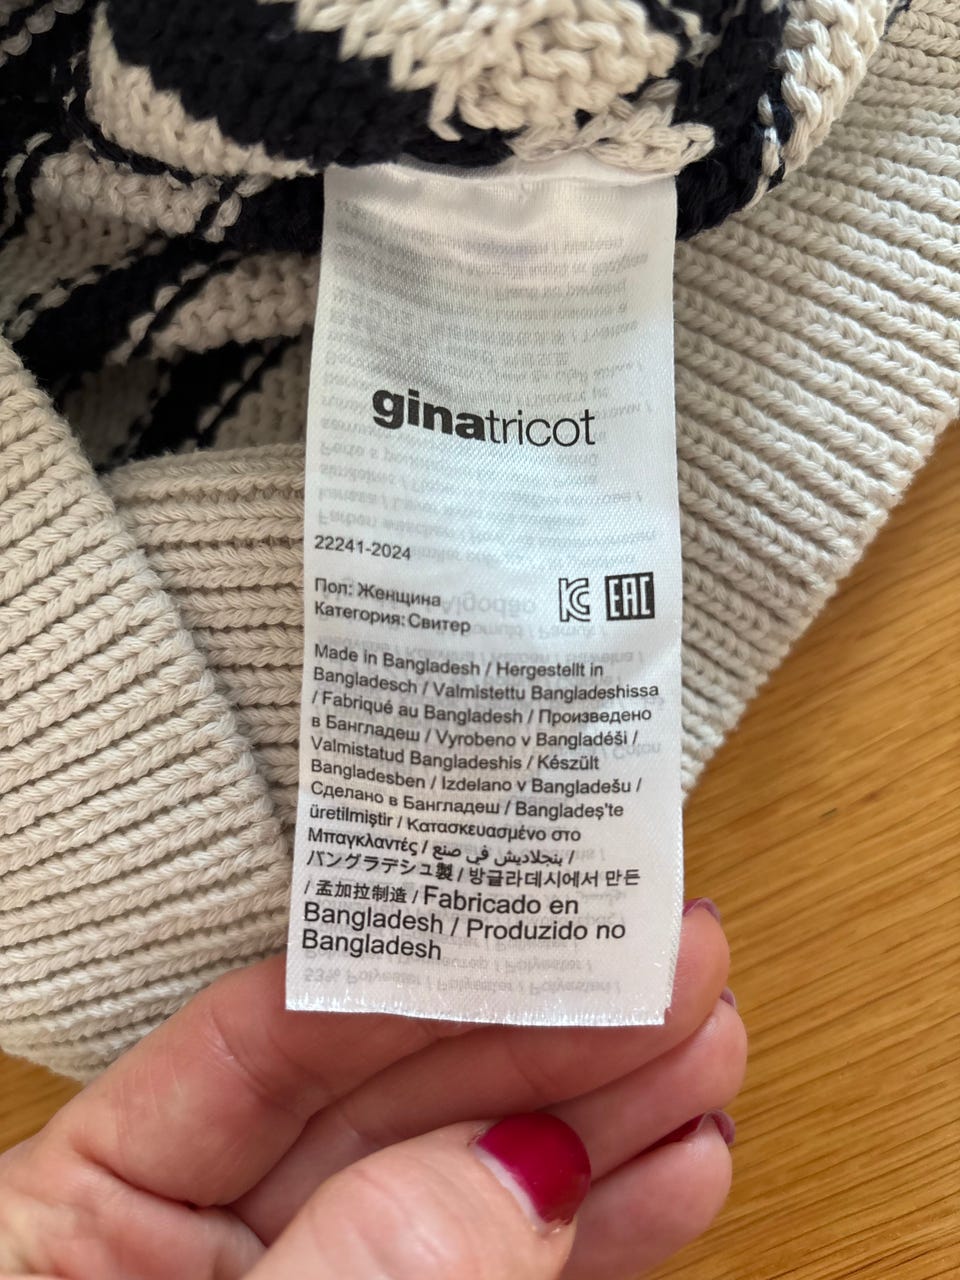 ginatricot
22241-2024
Пол: Женщина
Категория: Свитер
EAC
Made in Bangladesh / Hergestellt in
Bangladesch / Valmistettu Bangladeshissa
/ Fabriqué au Bangladesh / Произведено
в Бангладеш / Vyrobeno v Bangladéši /
Valmistatud Bangladeshis / Készült
Bangladesben / Izdelano v Bangladešu /
Сделано в Бангладеш / Bangladeş'te
üretilmiştir / Κατασκευασμένο στο
Μπαγκλαντές / بنجلاديش في صنع /
バングラデシュ製 / 방글라데시에서 만든
/ 孟加拉制造 / Fabricado en
Bangladesh / Produzido no
Bangladesh